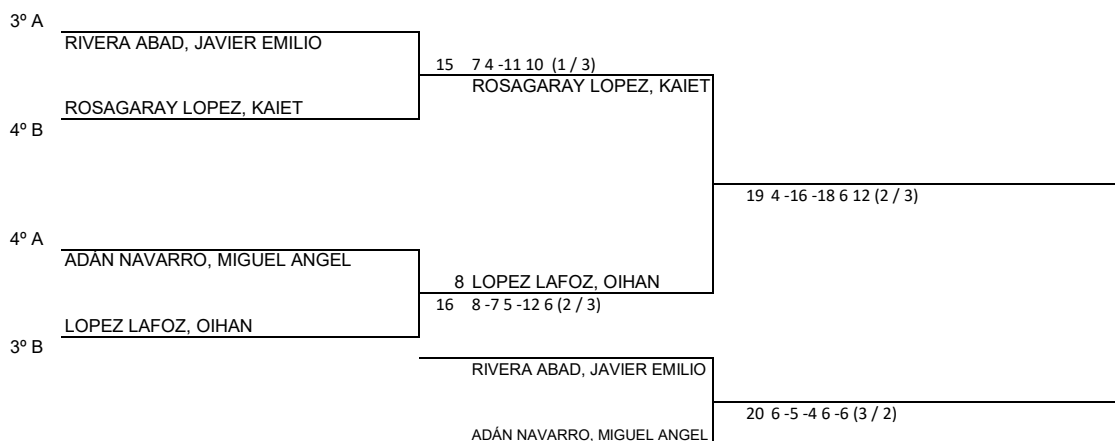 3º A
RIVERA ABAD, JAVIER EMILIO
15 7 4 -11 10 (1 / 3)
ROSAGARAY LOPEZ, KAIET
ROSAGARAY LOPEZ, KAIET
4º B
19 4 -16 -18 6 12 (2 / 3)
4º A
ADÁN NAVARRO, MIGUEL ANGEL
8 LOPEZ LAFOZ, OIHAN
16 8 -7 5 -12 6 (2 / 3)
LOPEZ LAFOZ, OIHAN
3º B
RIVERA ABAD, JAVIER EMILIO
20 6 -5 -4 6 -6 (3 / 2)
ADÁN NAVARRO, MIGUEL ANGEL